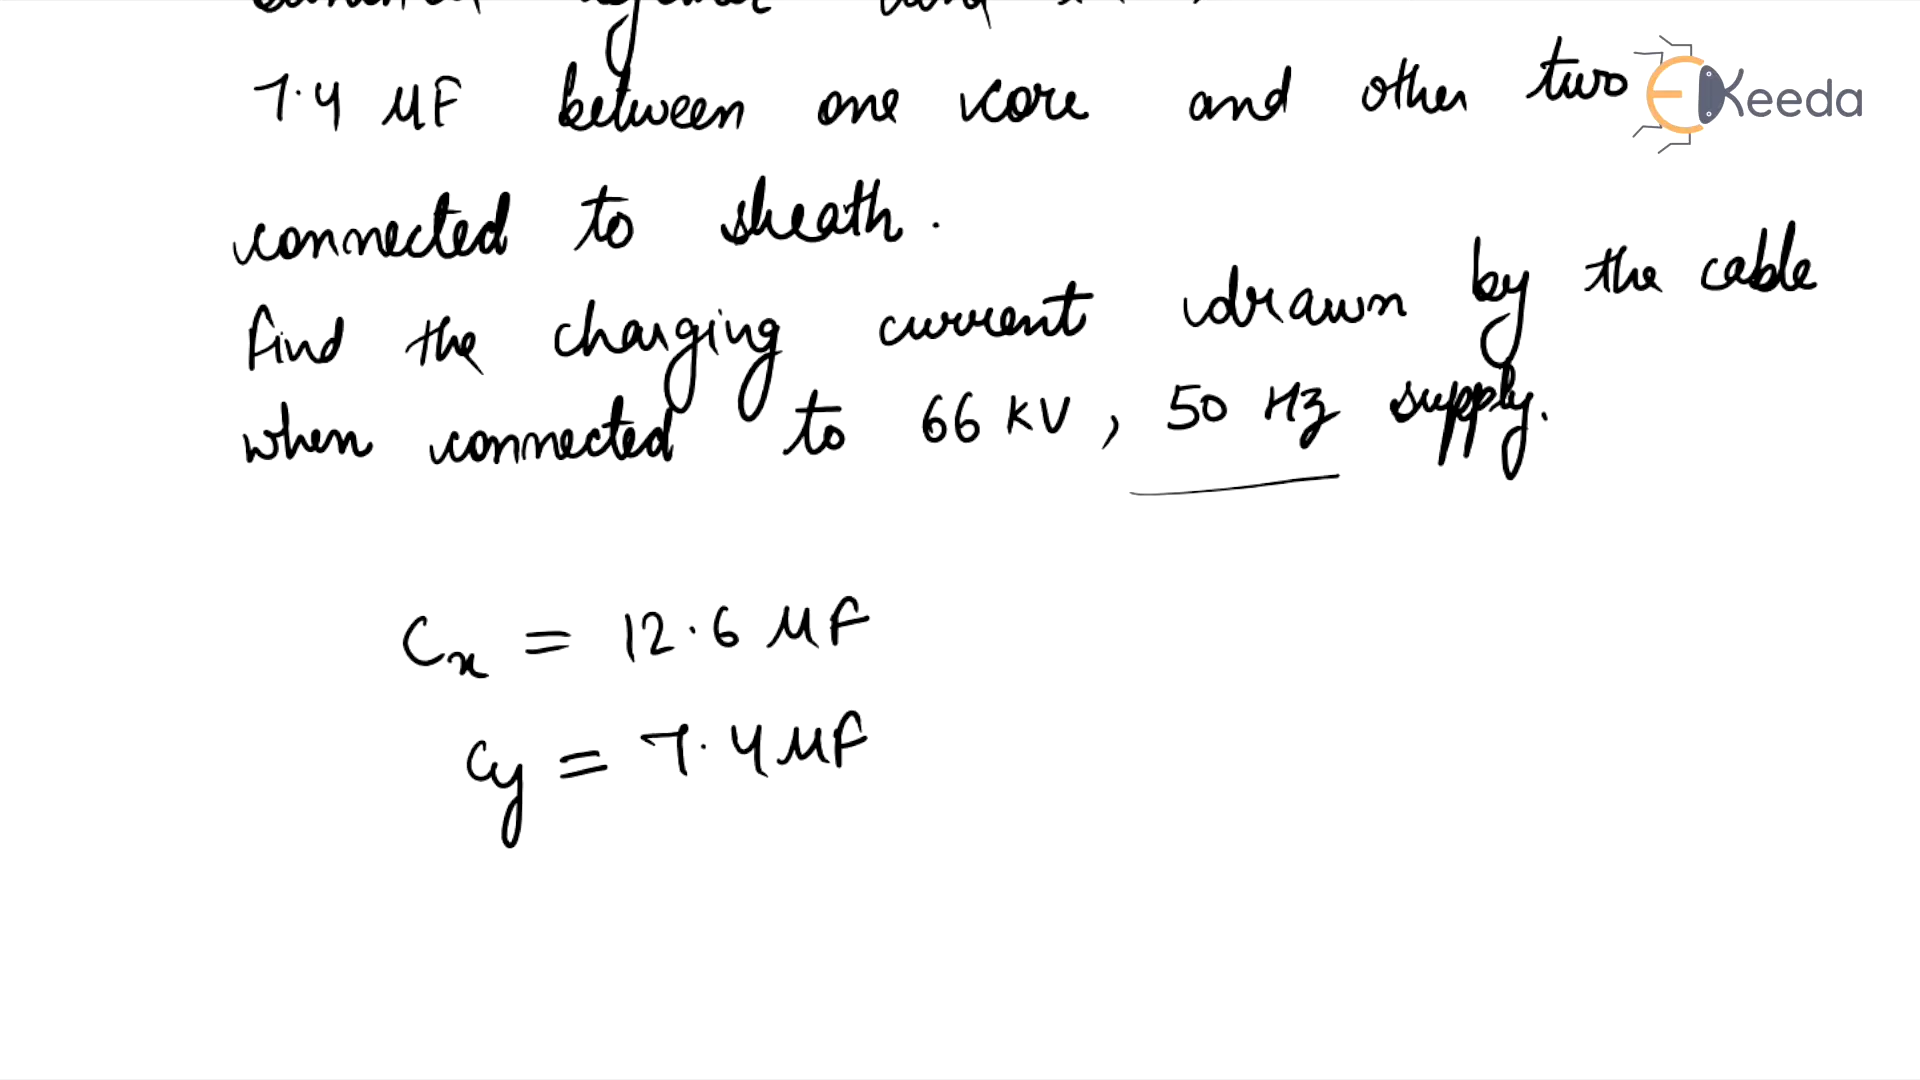 7.4 μF between one core and other two
Keeda
connected to sheath.
find the charging current drawn by the cable
when connected to 66 KV, 50 Hz supply.
Cx = 12.6 μF
Cy = 7.4 μF